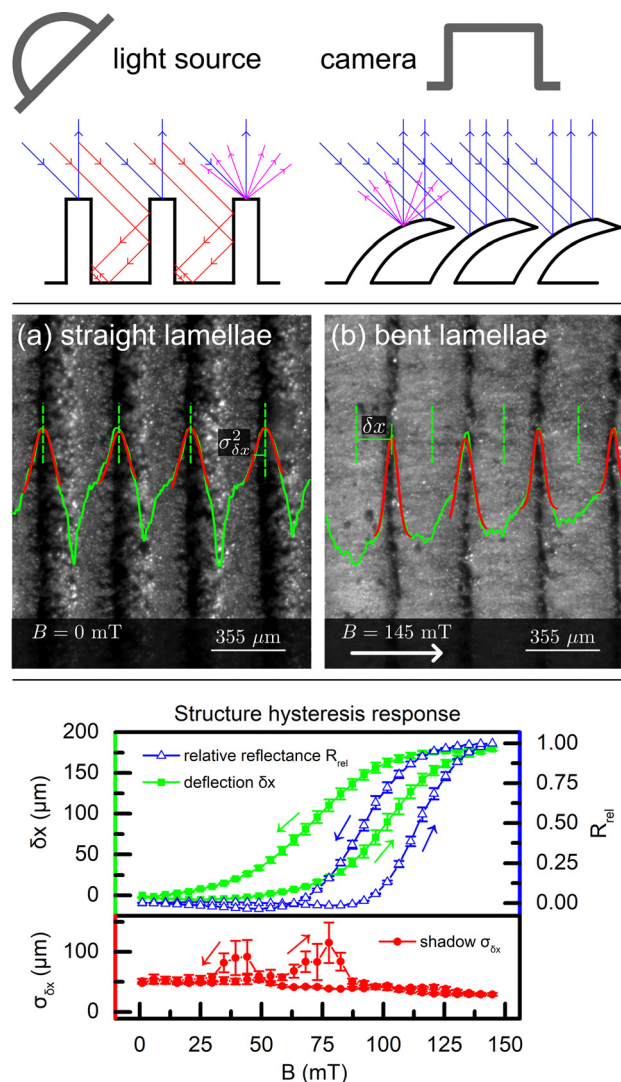 light source
camera
(a) straight lamellae
σ²δx
B = 0 mT
355 μm
(b) bent lamellae
δx
B = 145 mT
355 μm
Structure hysteresis response
relative reflectance Rrel
deflection δx
200
150
100
50
0
δx (μm)
1.00
0.75
0.50
0.25
0.00
Rrel
shadow σδx
100
0
σδx (μm)
0 25 50 75 100 125 145
B (mT)